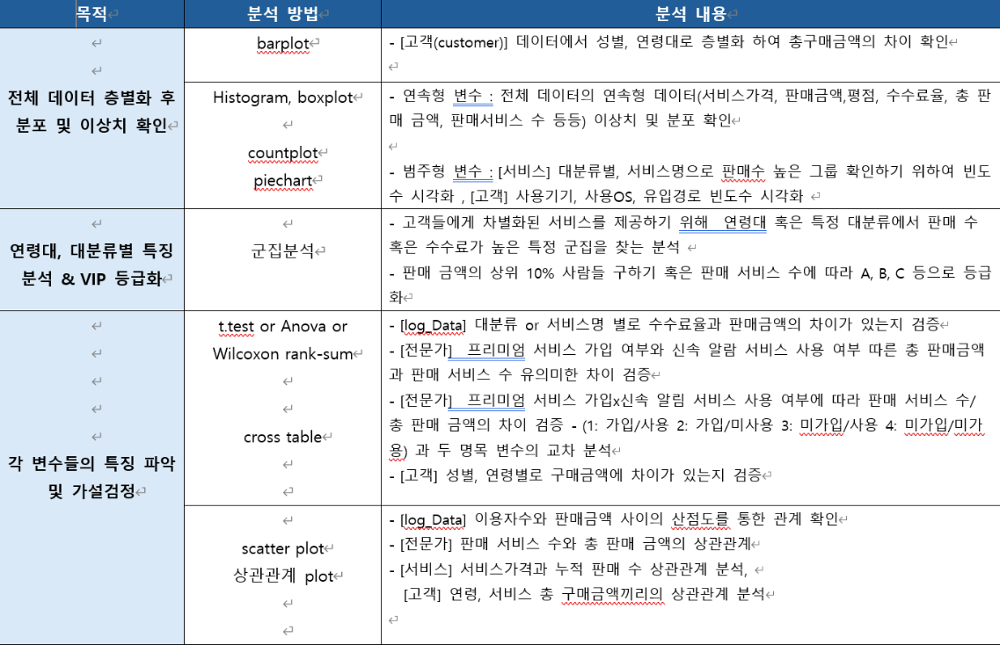 목적 분석 방법 분석 내용
전체 데이터 층별화 후
분포 및 이상치 확인
barplot
- [고객(customer)] 데이터에서 성별, 연령대로 층별화 하여 총구매금액의 차이 확인
Histogram, boxplot
countplot
piechart
- 연속형 변수 : 전체 데이터의 연속형 데이터(서비스가격, 판매금액,평점, 수수료율, 총 판
매 금액, 판매서비스 수 등등) 이상치 및 분포 확인
- 범주형 변수 : [서비스] 대분류별, 서비스명으로 판매수 높은 그룹 확인하기 위하여 빈도
수 시각화 , [고객] 사용기기, 사용OS, 유입경로 빈도수 시각화
연령대, 대분류별 특징
분석 & VIP 등급화
군집분석
- 고객들에게 차별화된 서비스를 제공하기 위해 연령대 혹은 특정 대분류에서 판매 수
혹은 수수료가 높은 특정 군집을 찾는 분석
- 판매 금액의 상위 10% 사람들 구하기 혹은 판매 서비스 수에 따라 A, B, C 등으로 등급
화
각 변수들의 특징 파악
및 가설검정
t.test or Anova or
Wilcoxon rank-sum
cross table
- [log_Data] 대분류 or 서비스명 별로 수수료율과 판매금액의 차이가 있는지 검증
- [전문가] 프리미엄 서비스 가입 여부와 신속 알람 서비스 사용 여부 따른 총 판매금액
과 판매 서비스 수 유의미한 차이 검증
- [전문가] 프리미엄 서비스 가입x신속 알림 서비스 사용 여부에 따라 판매 서비스 수/
총 판매 금액의 차이 검증 - (1: 가입/사용 2: 가입/미사용 3: 미가입/사용 4: 미가입/미가
용) 과 두 명목 변수의 교차 분석
- [고객] 성별, 연령별로 구매금액에 차이가 있는지 검증
scatter plot
상관관계 plot
- [log_Data] 이용자수와 판매금액 사이의 산점도를 통한 관계 확인
- [전문가] 판매 서비스 수와 총 판매 금액의 상관관계
- [서비스] 서비스가격과 누적 판매 수 상관관계 분석,
[고객] 연령, 서비스 총 구매금액끼리의 상관관계 분석